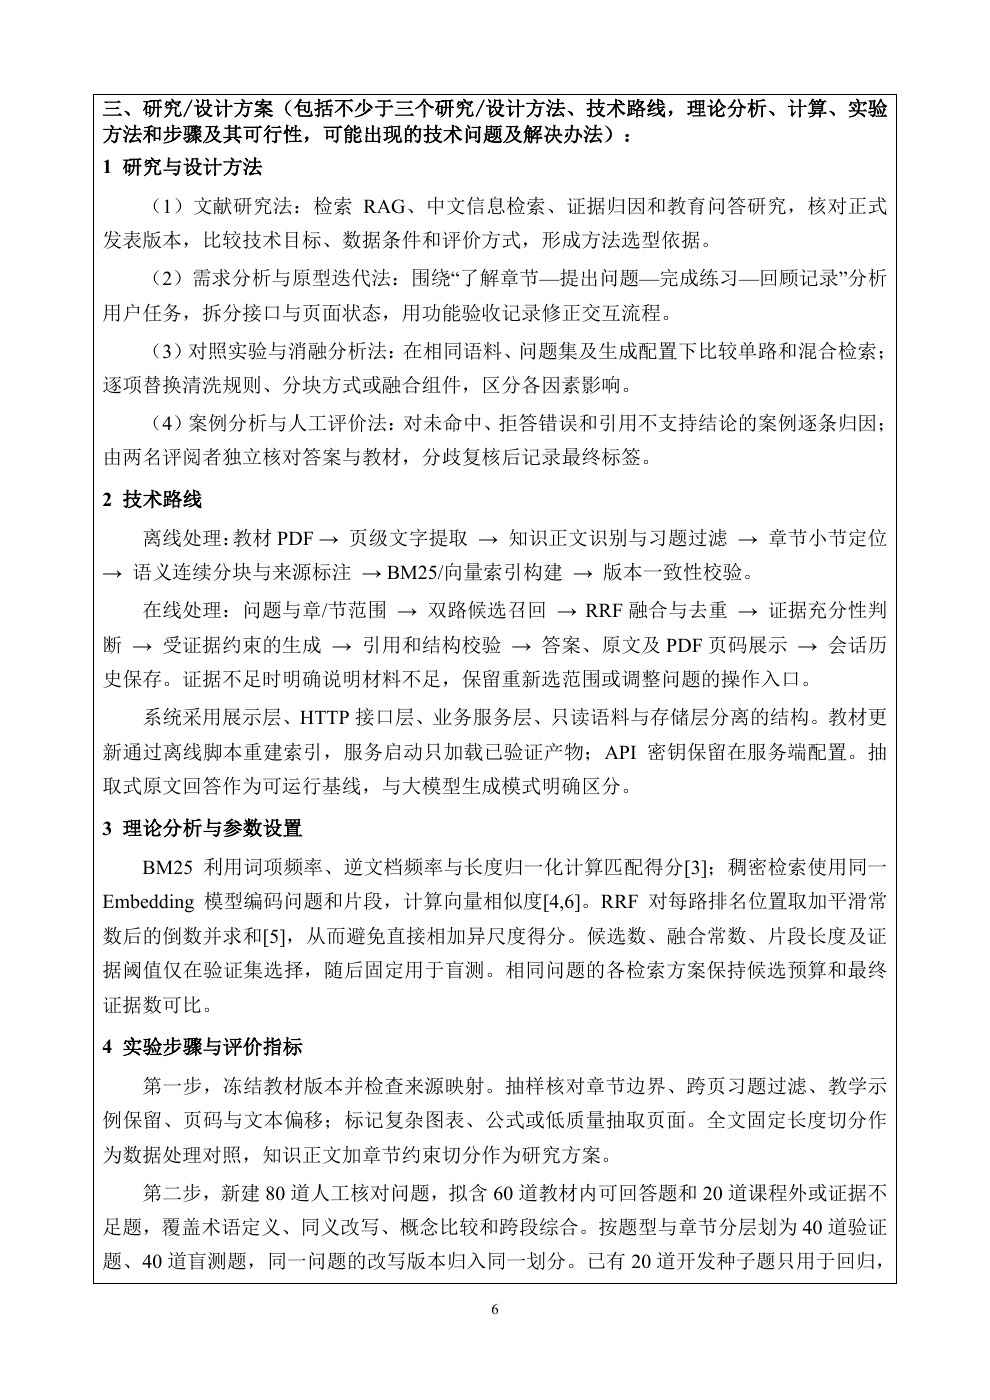 三、研究/设计方案（包括不少于三个研究/设计方法、技术路线，理论分析、计算、实验
方法和步骤及其可行性，可能出现的技术问题及解决办法）：
1 研究与设计方法
（1）文献研究法：检索 RAG、中文信息检索、证据归因和教育问答研究，核对正式
发表版本，比较技术目标、数据条件和评价方式，形成方法选型依据。
（2）需求分析与原型迭代法：围绕“了解章节—提出问题—完成练习—回顾记录”分析
用户任务，拆分接口与页面状态，用功能验收记录修正交互流程。
（3）对照实验与消融分析法：在相同语料、问题集及生成配置下比较单路和混合检索；
逐项替换清洗规则、分块方式或融合组件，区分各因素影响。
（4）案例分析与人工评价法：对未命中、拒答错误和引用不支持结论的案例逐条归因；
由两名评阅者独立核对答案与教材，分歧复核后记录最终标签。
2 技术路线
离线处理：教材 PDF → 页级文字提取 → 知识正文识别与习题过滤 → 章节小节定位
→ 语义连续分块与来源标注 → BM25/向量索引构建 → 版本一致性校验。
在线处理：问题与章/节范围 → 双路候选召回 → RRF 融合与去重 → 证据充分性判
断 → 受证据约束的生成 → 引用和结构校验 → 答案、原文及 PDF 页码展示 → 会话历
史保存。证据不足时明确说明材料不足，保留重新选范围或调整问题的操作入口。
系统采用展示层、HTTP 接口层、业务服务层、只读语料与存储层分离的结构。教材更
新通过离线脚本重建索引，服务启动只加载已验证产物；API 密钥保留在服务端配置。抽
取式原文回答作为可运行基线，与大模型生成模式明确区分。
3 理论分析与参数设置
BM25 利用词项频率、逆文档频率与长度归一化计算匹配得分[3]；稠密检索使用同一
Embedding 模型编码问题和片段，计算向量相似度[4,6]。RRF 对每路排名位置取加平滑常
数后的倒数并求和[5]，从而避免直接相加异尺度得分。候选数、融合常数、片段长度及证
据阈值仅在验证集选择，随后固定用于盲测。相同问题的各检索方案保持候选预算和最终
证据数可比。
4 实验步骤与评价指标
第一步，冻结教材版本并检查来源映射。抽样核对章节边界、跨页习题过滤、教学示
例保留、页码与文本偏移；标记复杂图表、公式或低质量抽取页面。全文固定长度切分作
为数据处理对照，知识正文加章节约束切分作为研究方案。
第二步，新建 80 道人工核对问题，拟含 60 道教材内可回答题和 20 道课程外或证据不
足题，覆盖术语定义、同义改写、概念比较和跨段综合。按题型与章节分层划为 40 道验证
题、40 道盲测题，同一问题的改写版本归入同一划分。已有 20 道开发种子题只用于回归，
6